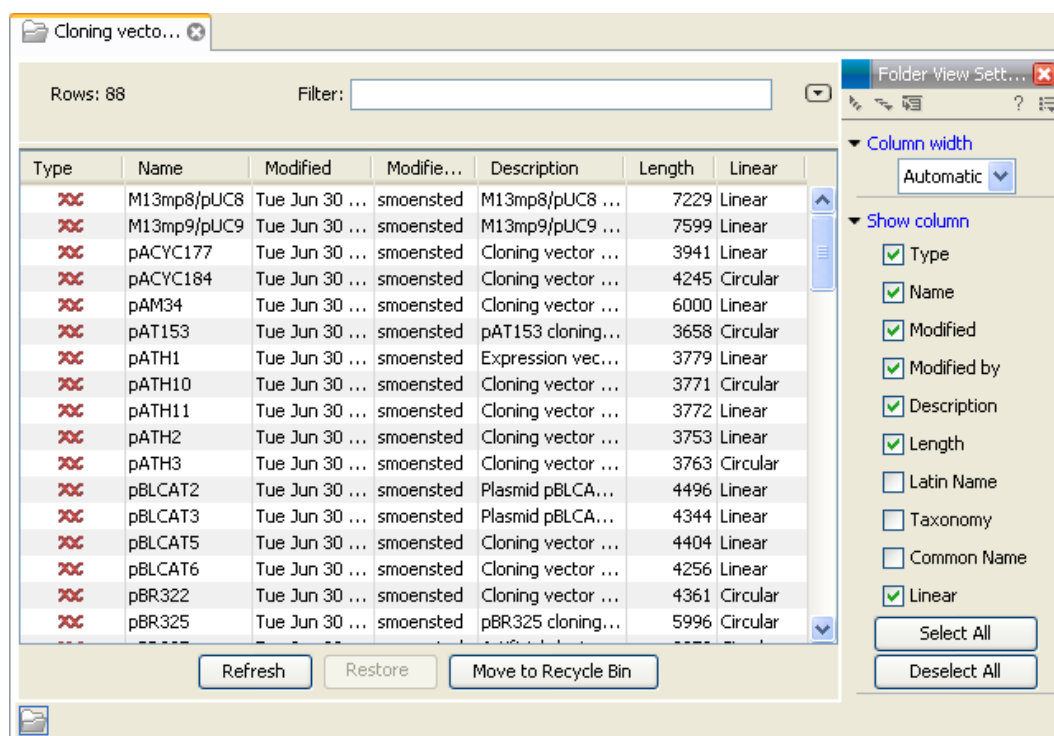 Cloning vecto...
Rows: 88 Filter:
Type Name Modified Modifie... Description Length Linear
M13mp8/pUC8 Tue Jun 30 ... smoensted M13mp8/pUC8 ... 7229 Linear
M13mp9/pUC9 Tue Jun 30 ... smoensted M13mp9/pUC9 ... 7599 Linear
pACYC177 Tue Jun 30 ... smoensted Cloning vector ... 3941 Linear
pACYC184 Tue Jun 30 ... smoensted Cloning vector ... 4245 Circular
pAM34 Tue Jun 30 ... smoensted Cloning vector ... 6000 Linear
pAT153 Tue Jun 30 ... smoensted pAT153 cloning... 3658 Circular
pATH1 Tue Jun 30 ... smoensted Expression vec... 3779 Linear
pATH10 Tue Jun 30 ... smoensted Cloning vector ... 3771 Circular
pATH11 Tue Jun 30 ... smoensted Cloning vector ... 3772 Linear
pATH2 Tue Jun 30 ... smoensted Cloning vector ... 3753 Linear
pATH3 Tue Jun 30 ... smoensted Cloning vector ... 3763 Circular
pBLCAT2 Tue Jun 30 ... smoensted Plasmid pBLCA... 4496 Linear
pBLCAT3 Tue Jun 30 ... smoensted Plasmid pBLCA... 4344 Linear
pBLCAT5 Tue Jun 30 ... smoensted Cloning vector ... 4404 Linear
pBLCAT6 Tue Jun 30 ... smoensted Cloning vector ... 4256 Linear
pBR322 Tue Jun 30 ... smoensted Cloning vector ... 4361 Circular
pBR325 Tue Jun 30 ... smoensted pBR325 cloning... 5996 Circular
Refresh Restore Move to Recycle Bin
Folder View Sett...
?
Column width
Automatic
Show column
Type
Name
Modified
Modified by
Description
Length
Latin Name
Taxonomy
Common Name
Linear
Select All
Deselect All